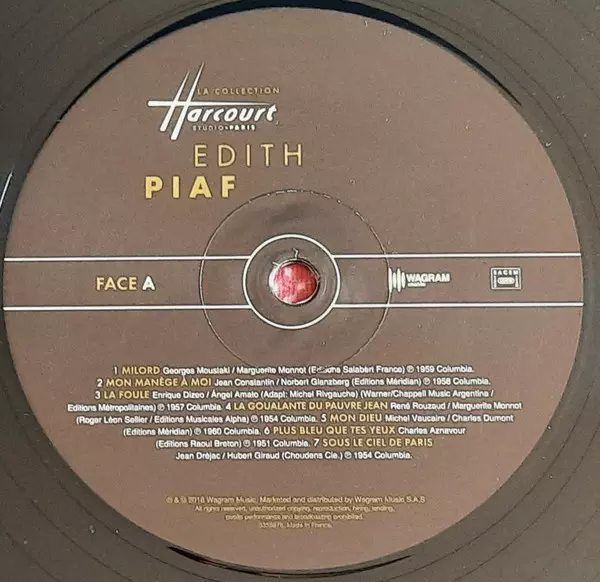 LA COLLECTION
Harcourt
STUDIO • PARIS
EDITH
PIAF
FACE A
WAGRAM
SACEM
1 MILORD Georges Moustaki / Marguerite Monnot (Editions Salabert France) ℗ 1959 Columbia.
2 MON MANÈGE À MOI Jean Constantin / Norbert Glanzberg (Editions Méridian) ℗ 1958 Columbia.
3 LA FOULE Enrique Dizeo / Ángel Amato (Adapt: Michel Rivgauche) (Warner/Chappell Music Argentina /
Editions Métropolitaines) ℗ 1957 Columbia. 4 LA GOUALANTE DU PAUVRE JEAN René Rouzaud / Marguerite Monnot
(Roger Léon Sellier / Editions Musicales Alpha) ℗ 1954 Columbia. 5 MON DIEU Michel Vaucaire / Charles Dumont
(Editions Méridian) ℗ 1960 Columbia. 6 PLUS BLEU QUE TES YEUX Charles Aznavour
(Editions Raoul Breton) ℗ 1951 Columbia. 7 SOUS LE CIEL DE PARIS
Jean Dréjac / Hubert Giraud (Choudens Cie.) ℗ 1954 Columbia.
℗ & © 2018 Wagram Music. Marketed and distributed by Wagram Music S.A.S
All rights reserved, unauthorized copying, reproduction, hiring, lending,
public performance and broadcasting prohibited.
Made in France.